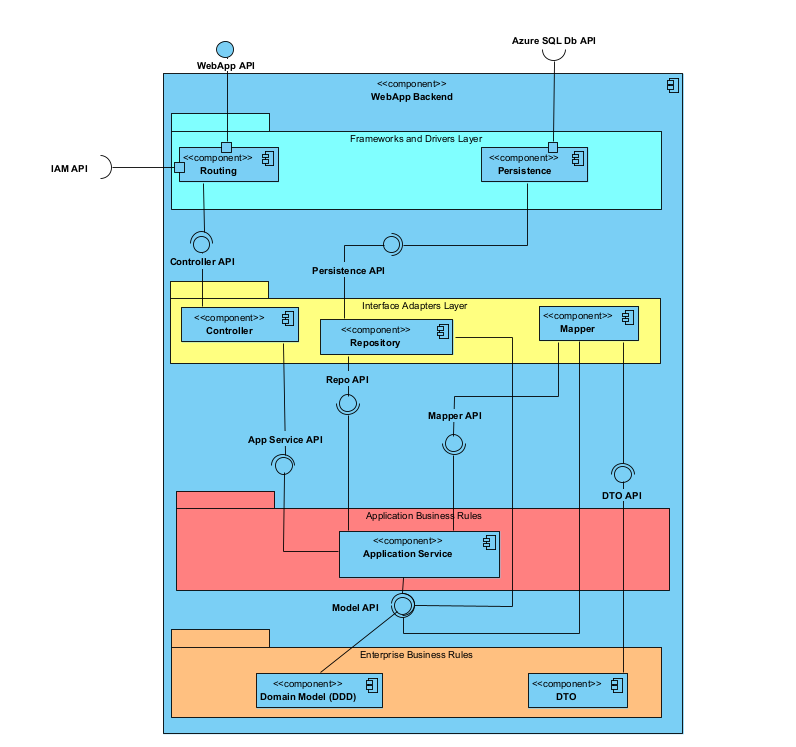 Azure SQL Db API
WebApp API
<<component>>
WebApp Backend
Frameworks and Drivers Layer
<<component>>
Routing
<<component>>
Persistence
IAM API
Controller API
Persistence API
Interface Adapters Layer
<<component>>
Controller
<<component>>
Repository
<<component>>
Mapper
Repo API
Mapper API
App Service API
DTO API
Application Business Rules
<<component>>
Application Service
Model API
Enterprise Business Rules
<<component>>
Domain Model (DDD)
<<component>>
DTO